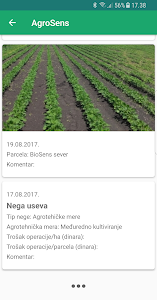 56% 17.38
AgroSens
19.08.2017.
Parcela: BioSens sever
Komentar:
17.08.2017.
Nega useva
Tip nege: Agrotehičke mere
Agrotehnička mera: Međuredno kultiviranje
Trošak operacije/ha (dinara):
Trošak operacije/parcela (dinara):
Komentar: